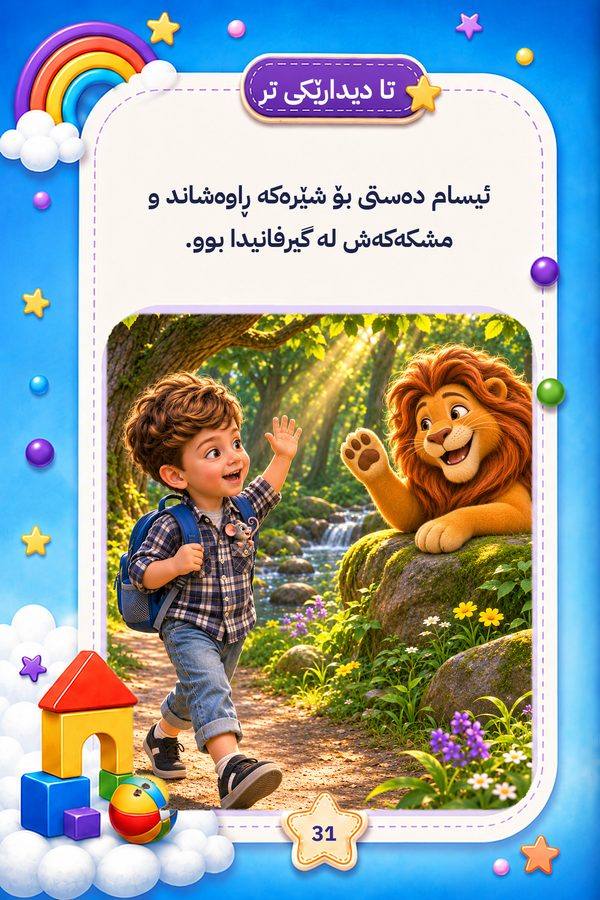 تا دیدارێکی تر
ئیسام دەستی بۆ شێرەکە ڕاوەشاند و
مشکەکەش لە گیرفانیدا بوو.
31